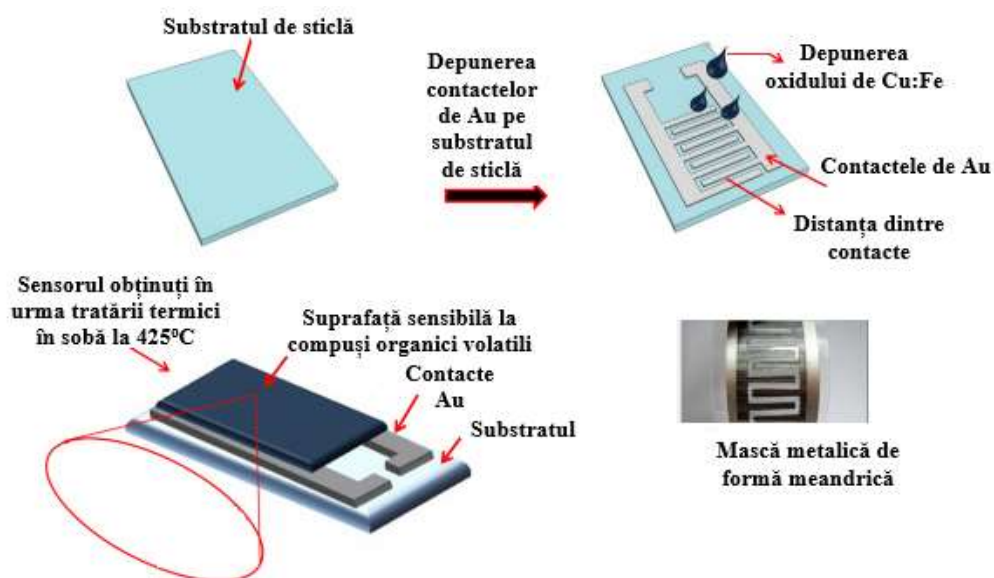 Substratul de sticlă
Depunerea
contactelor
de Au pe
substratul
de sticlă
Depunerea
oxidului de Cu:Fe
Contactele de Au
Distanța dintre
contacte
Sensorul obținuți în
urma tratării termici
în sobă la 425⁰C
Suprafață sensibilă la
compuși organici volatili
Contacte
Au
Substratul
Mască metalică de
formă meandrică